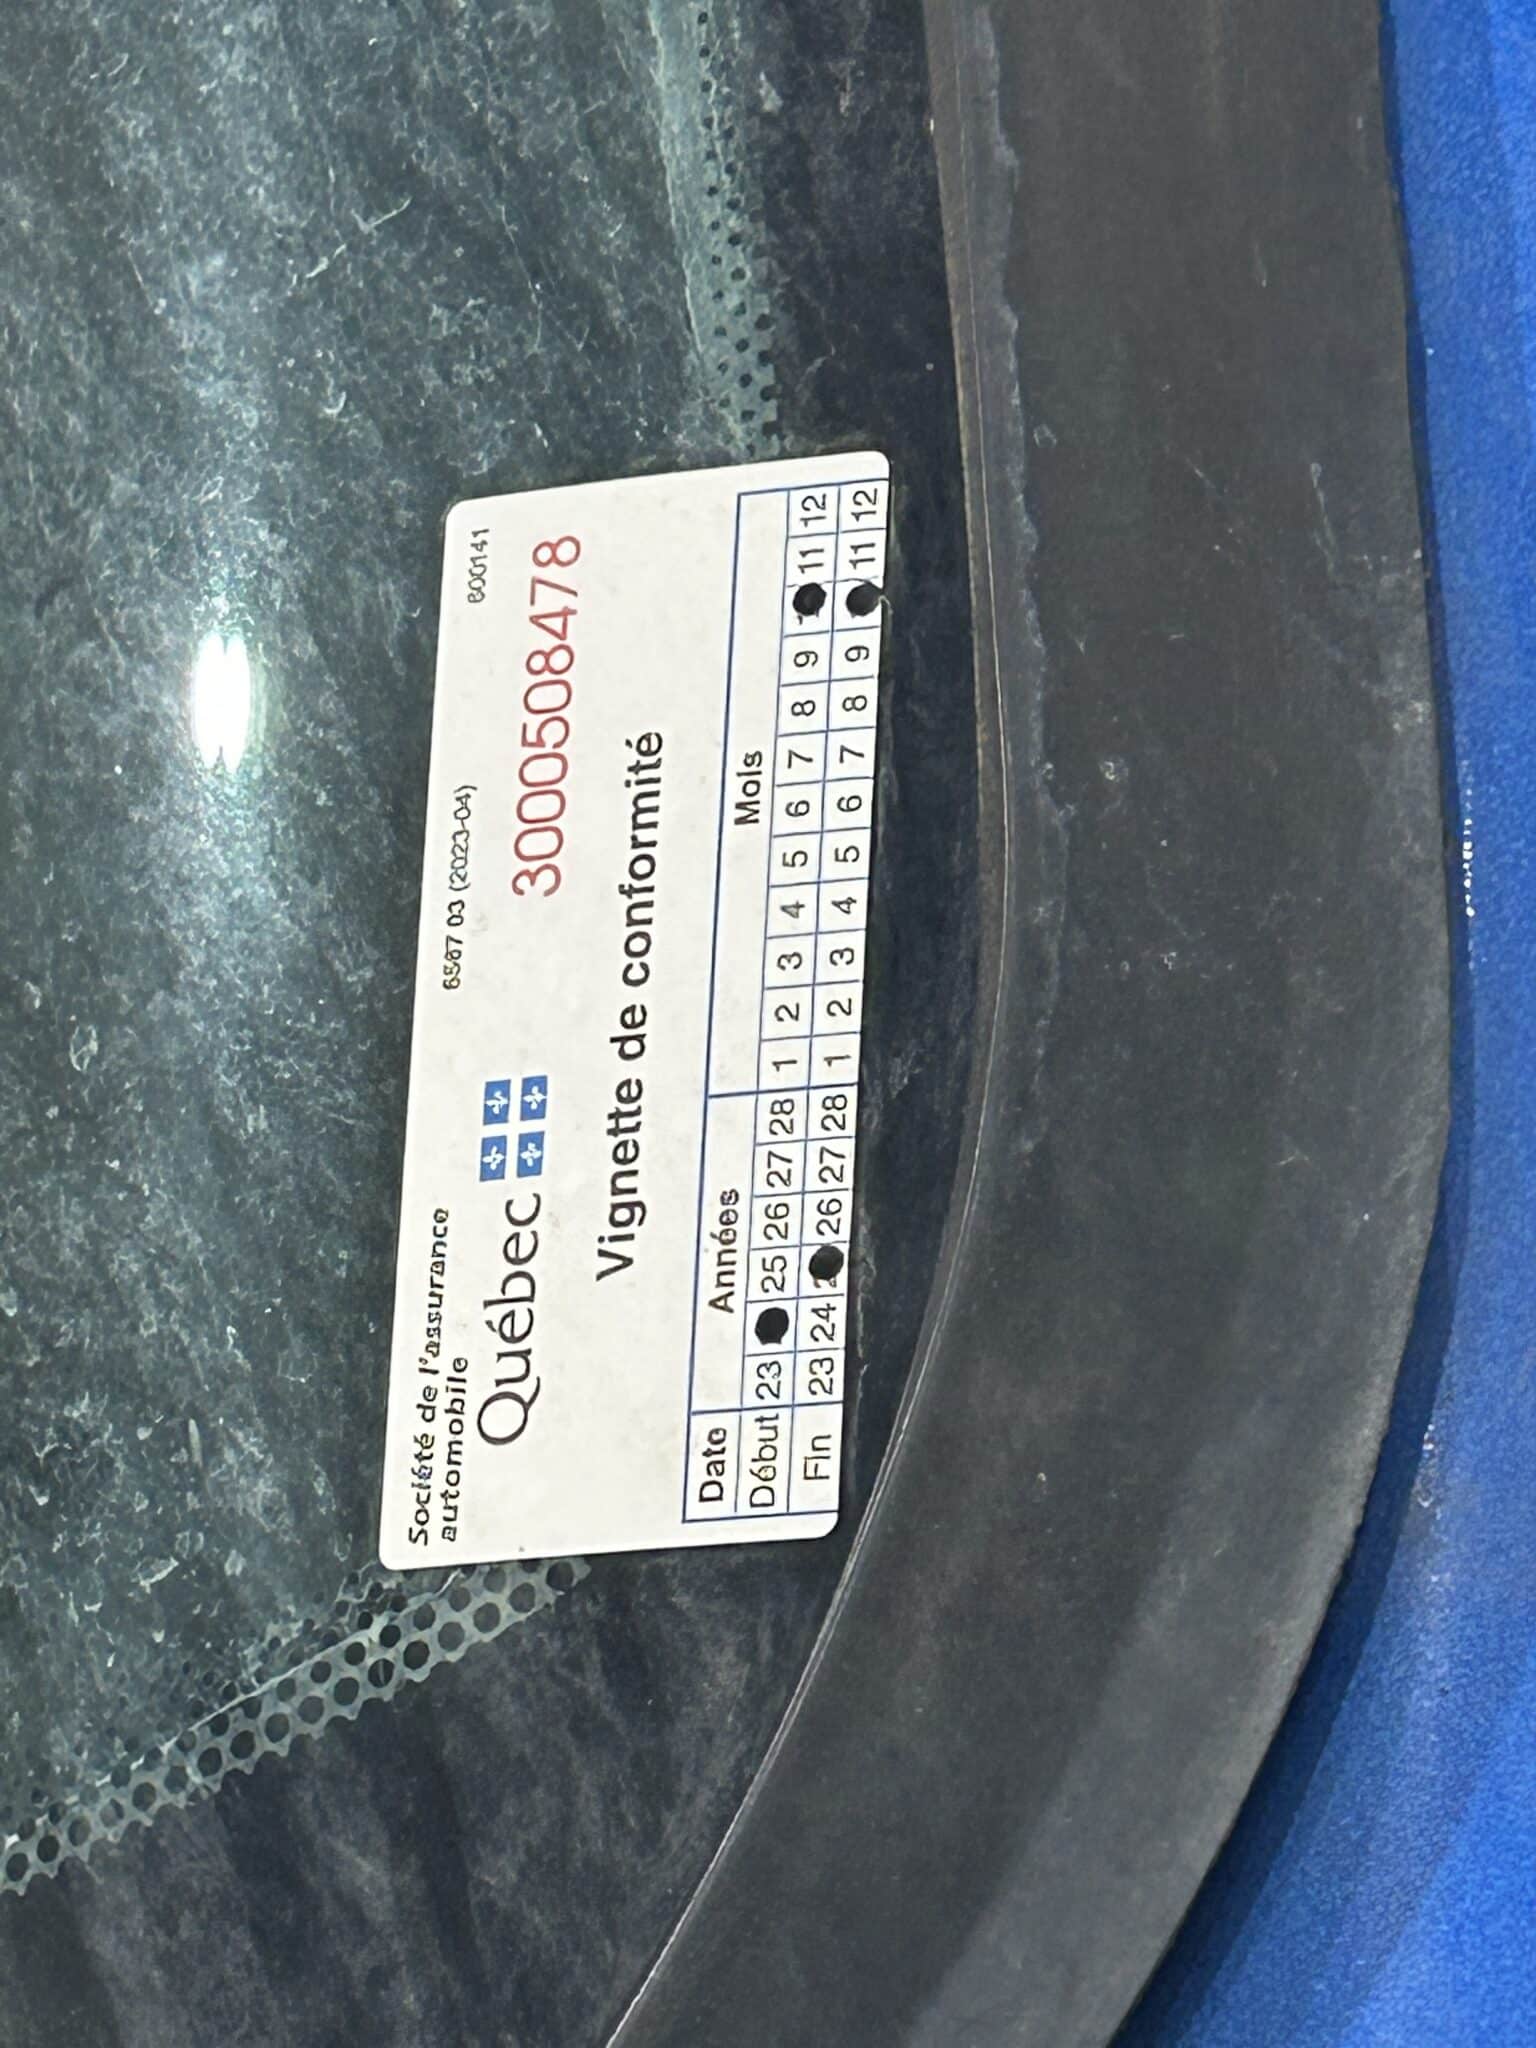 Société de l'assurance
automobile
6587 03 (2023-04)
600141
Québec
3000508478
Vignette de conformité
Date Années Mois
Début 23 25 26 27 28 1 2 3 4 5 6 7 8 9 11 12
Fin 23 24 26 27 28 1 2 3 4 5 6 7 8 9 11 12